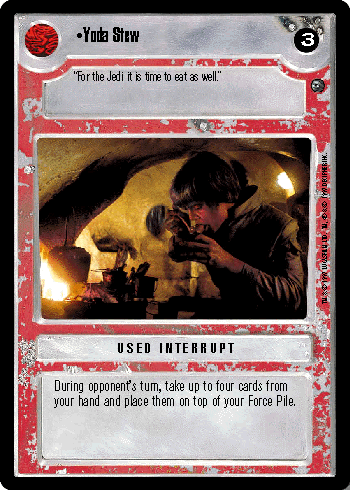 •Yoda Stew
3
"For the Jedi it is time to eat as well."
USED INTERRUPT
During opponent's turn, take up to four cards from
your hand and place them on top of your Force Pile.